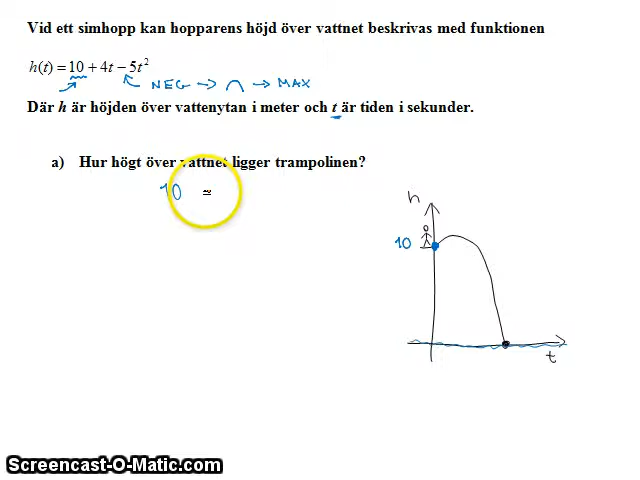 Vid ett simhopp kan hopparens höjd över vattnet beskrivas med funktionen
h(t) = 10 + 4t − 5t²
NEG → ∩ → MAX
Där h är höjden över vattenytan i meter och t är tiden i sekunder.
a) Hur högt över vattnet ligger trampolinen?
10
h
10
t
Screencast-O-Matic.com